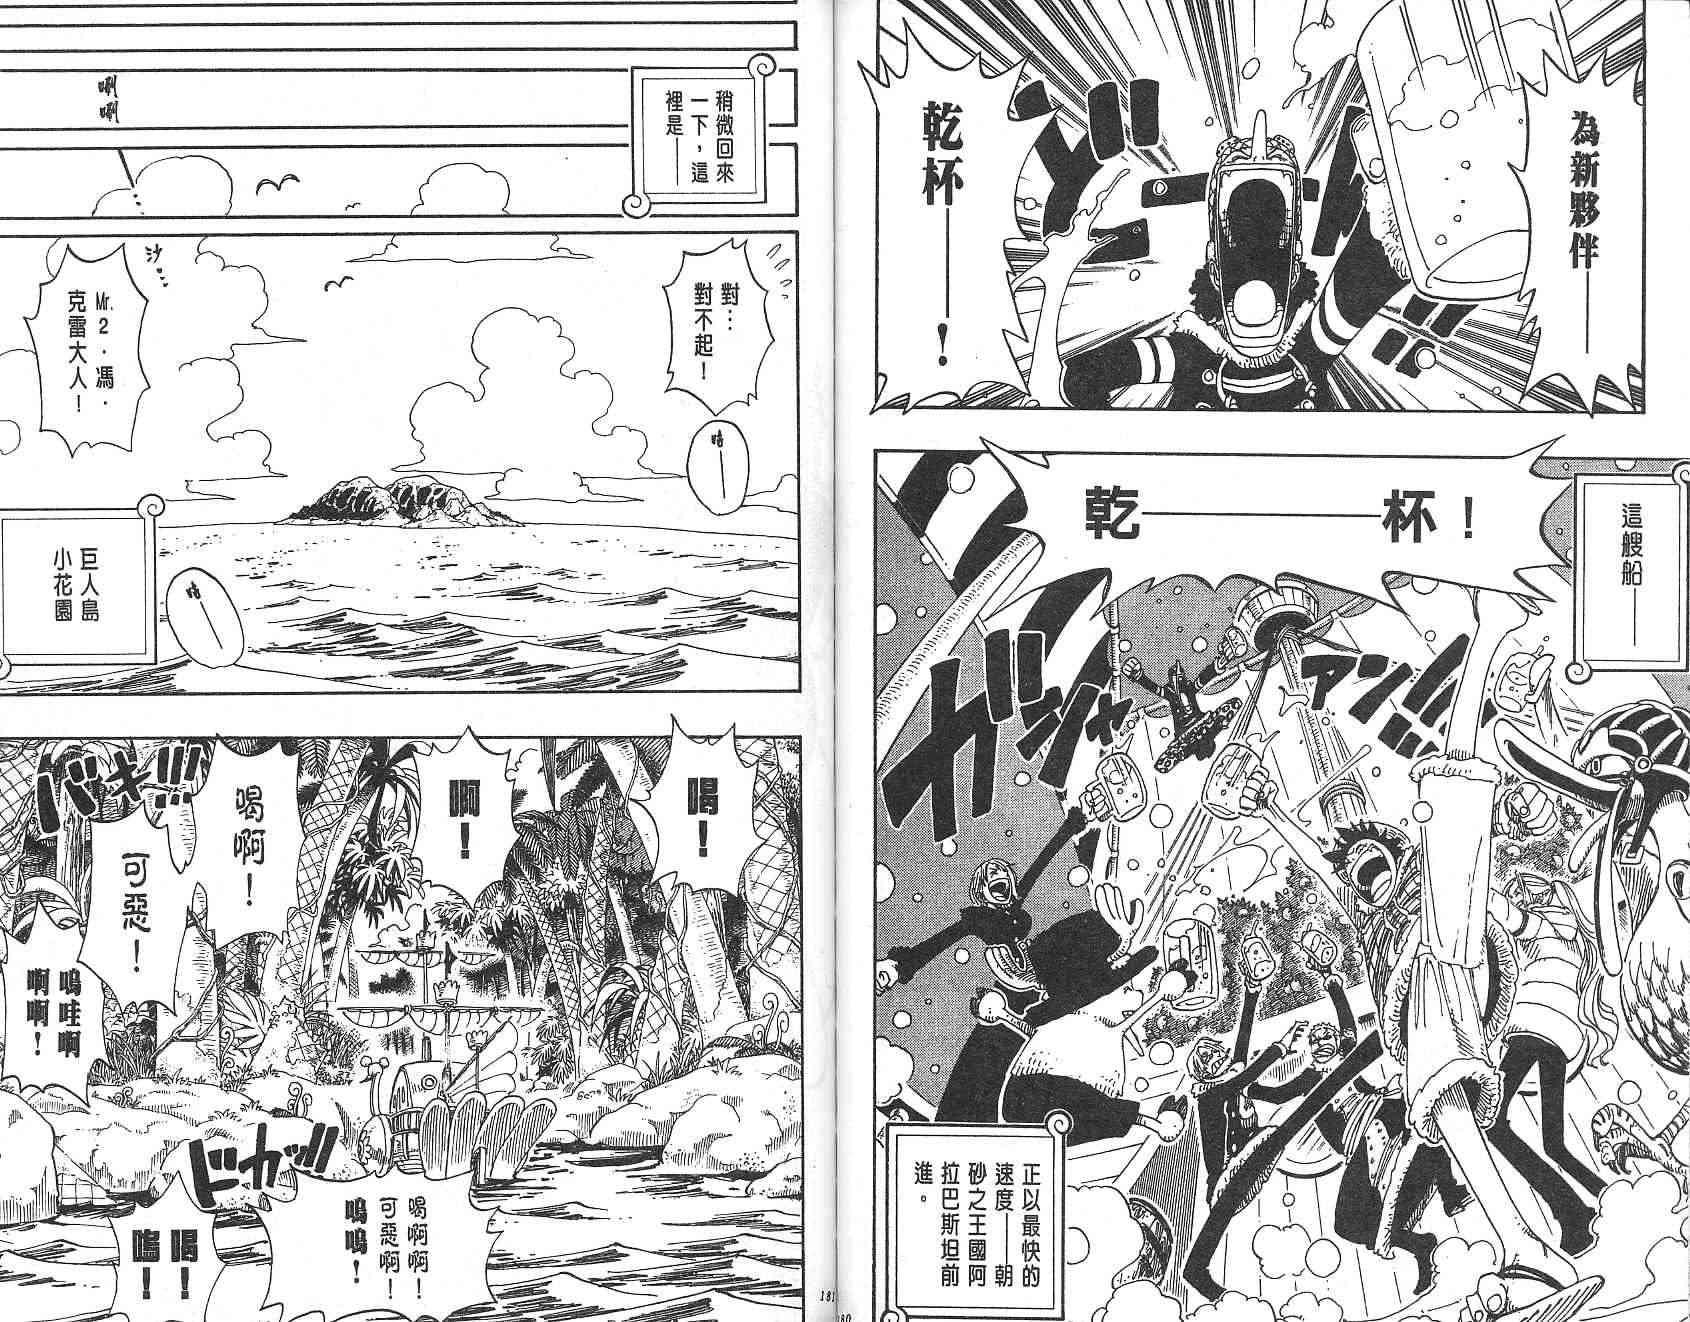 為新夥伴——
乾杯——！
乾——杯！
這艘船——
ガシャアン!!!
正以最快的
速度——朝
砂之王國阿
拉巴斯坦前
進。
180
稍微回來
一下，這
裡是——
唰
唰
對…
對不起！
沙…
Mr.2．馮．
克雷大人！
巨人島
小花園
喝！
啊！
喝啊！
可惡！
嗚哇啊
啊啊！
バキ!!!
ドカッ!!
喝啊啊！
可惡啊！
嗚嗚！
喝！
181